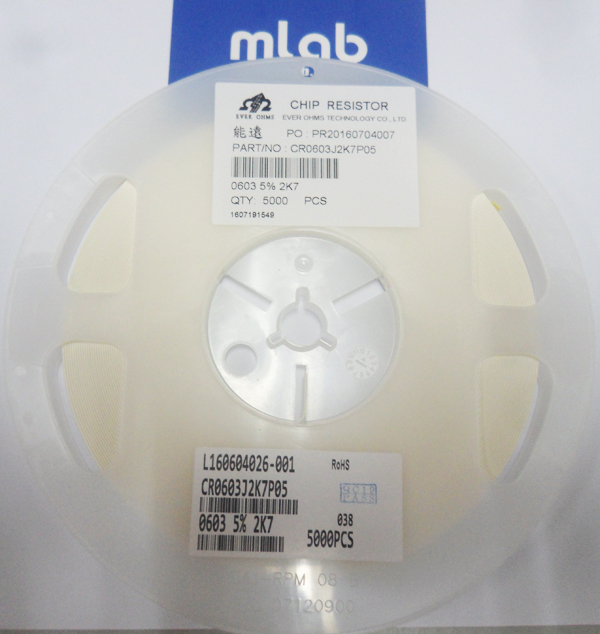 mlab
EVER OHMS
CHIP RESISTOR
EVER OHMS TECHNOLOGY CO., LTD
能遠 PO : PR20160704007
PART/NO : CR0603J2K7P05
0603 5% 2K7
QTY: 5000 PCS
1607191549
L160604026-001 RoHS
CR0603J2K7P05
0603 5% 2K7 038
5000PCS